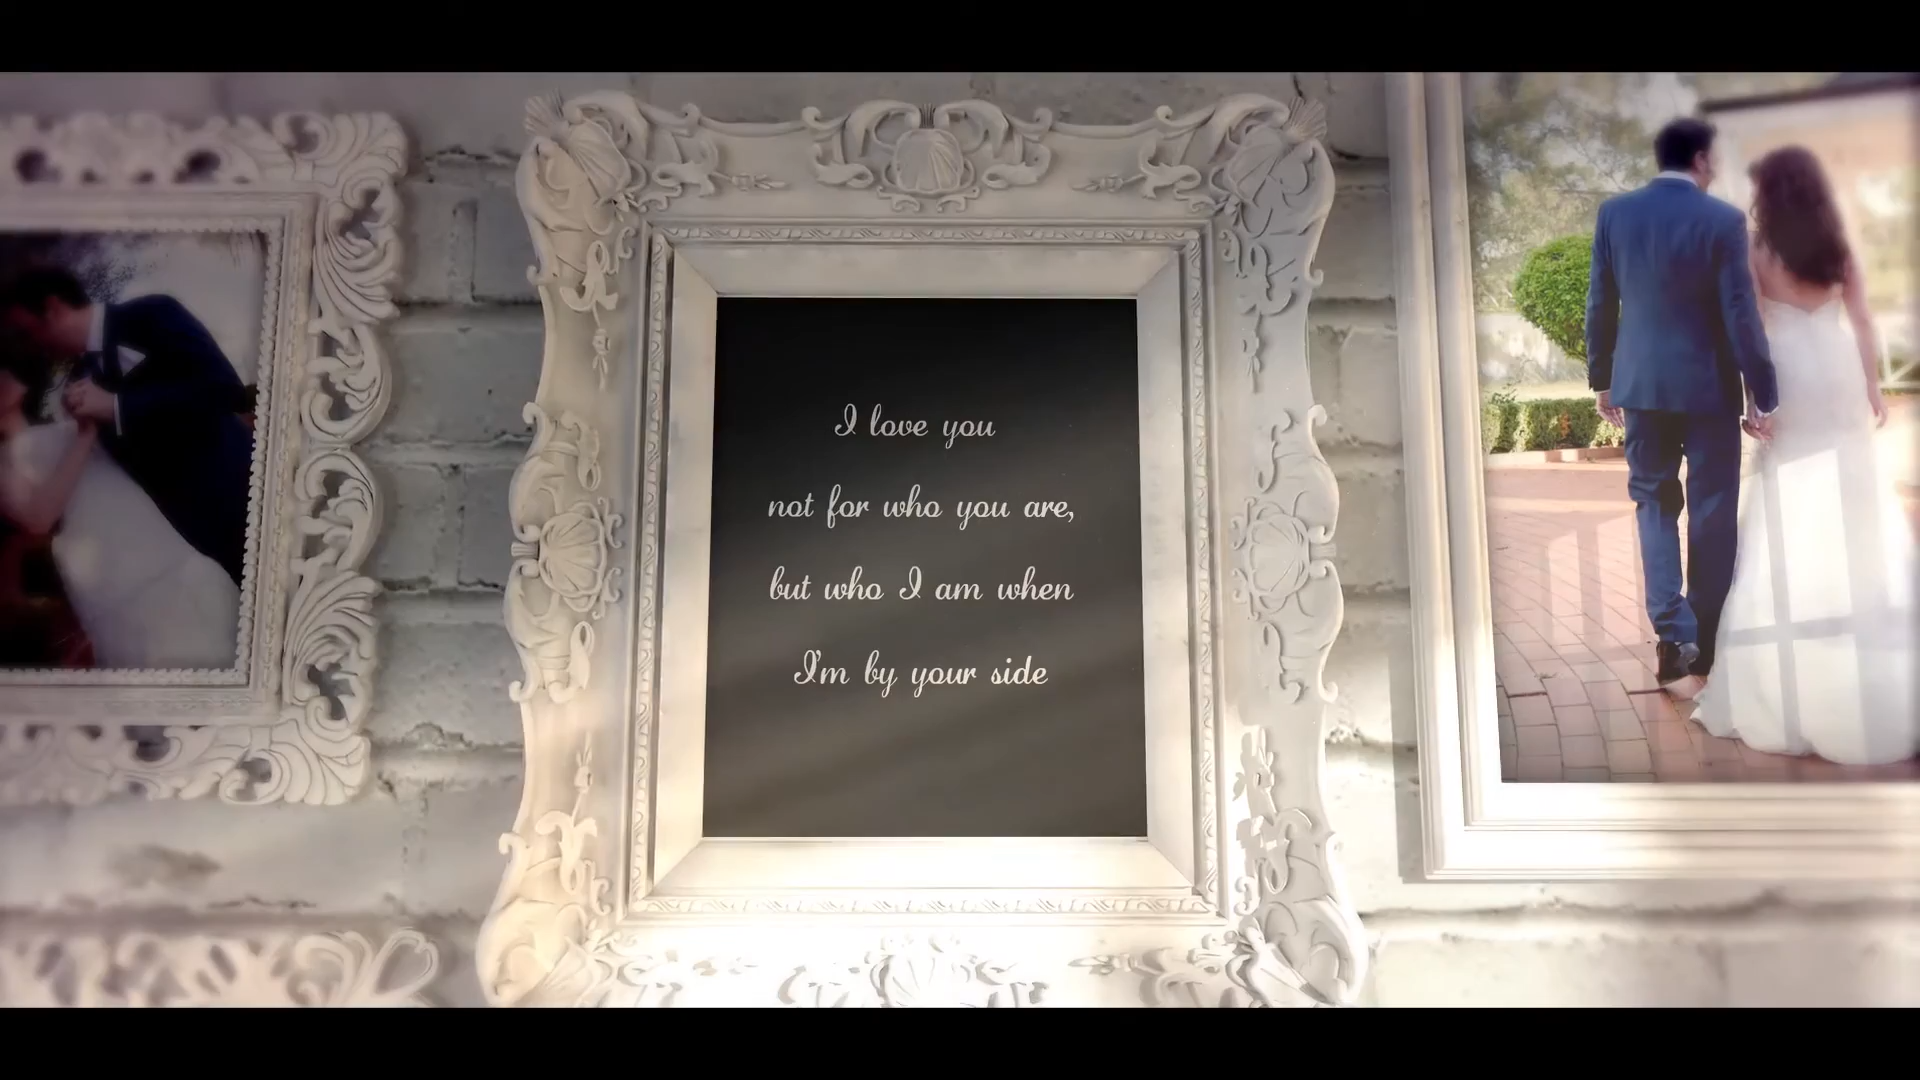 I love you
not for who you are,
but who I am when
I'm by your side